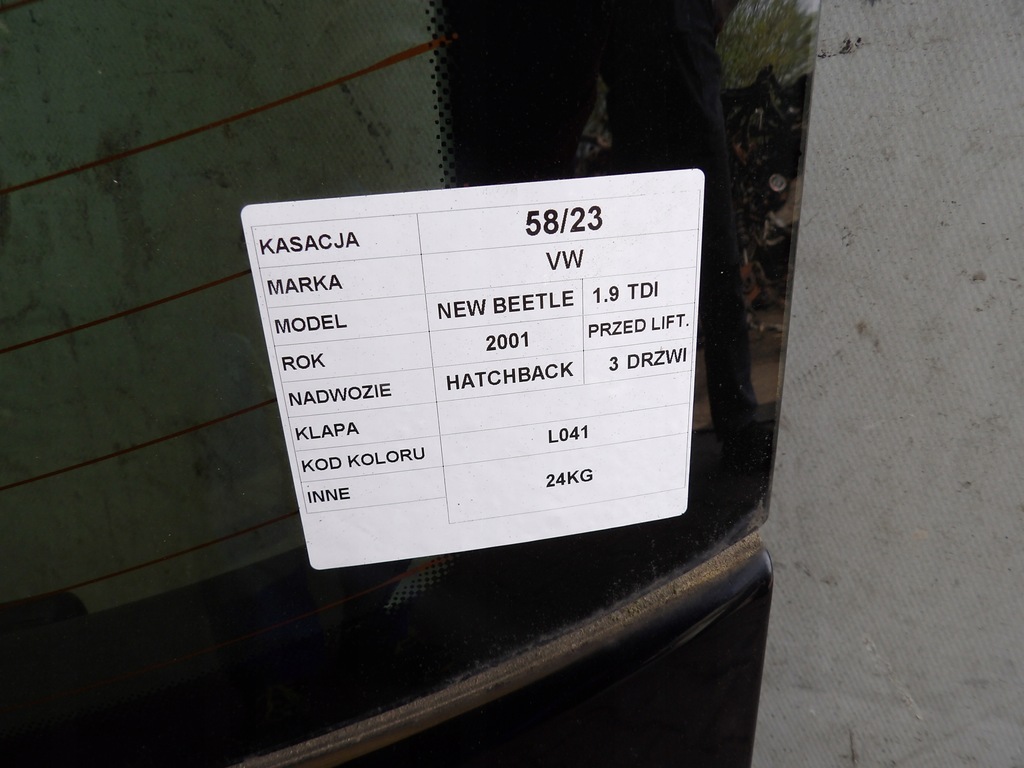 KASACJA 58/23
MARKA VW
MODEL NEW BEETLE 1.9 TDI
ROK 2001 PRZED LIFT.
NADWOZIE HATCHBACK 3 DRZWI
KLAPA
KOD KOLORU L041
INNE 24KG